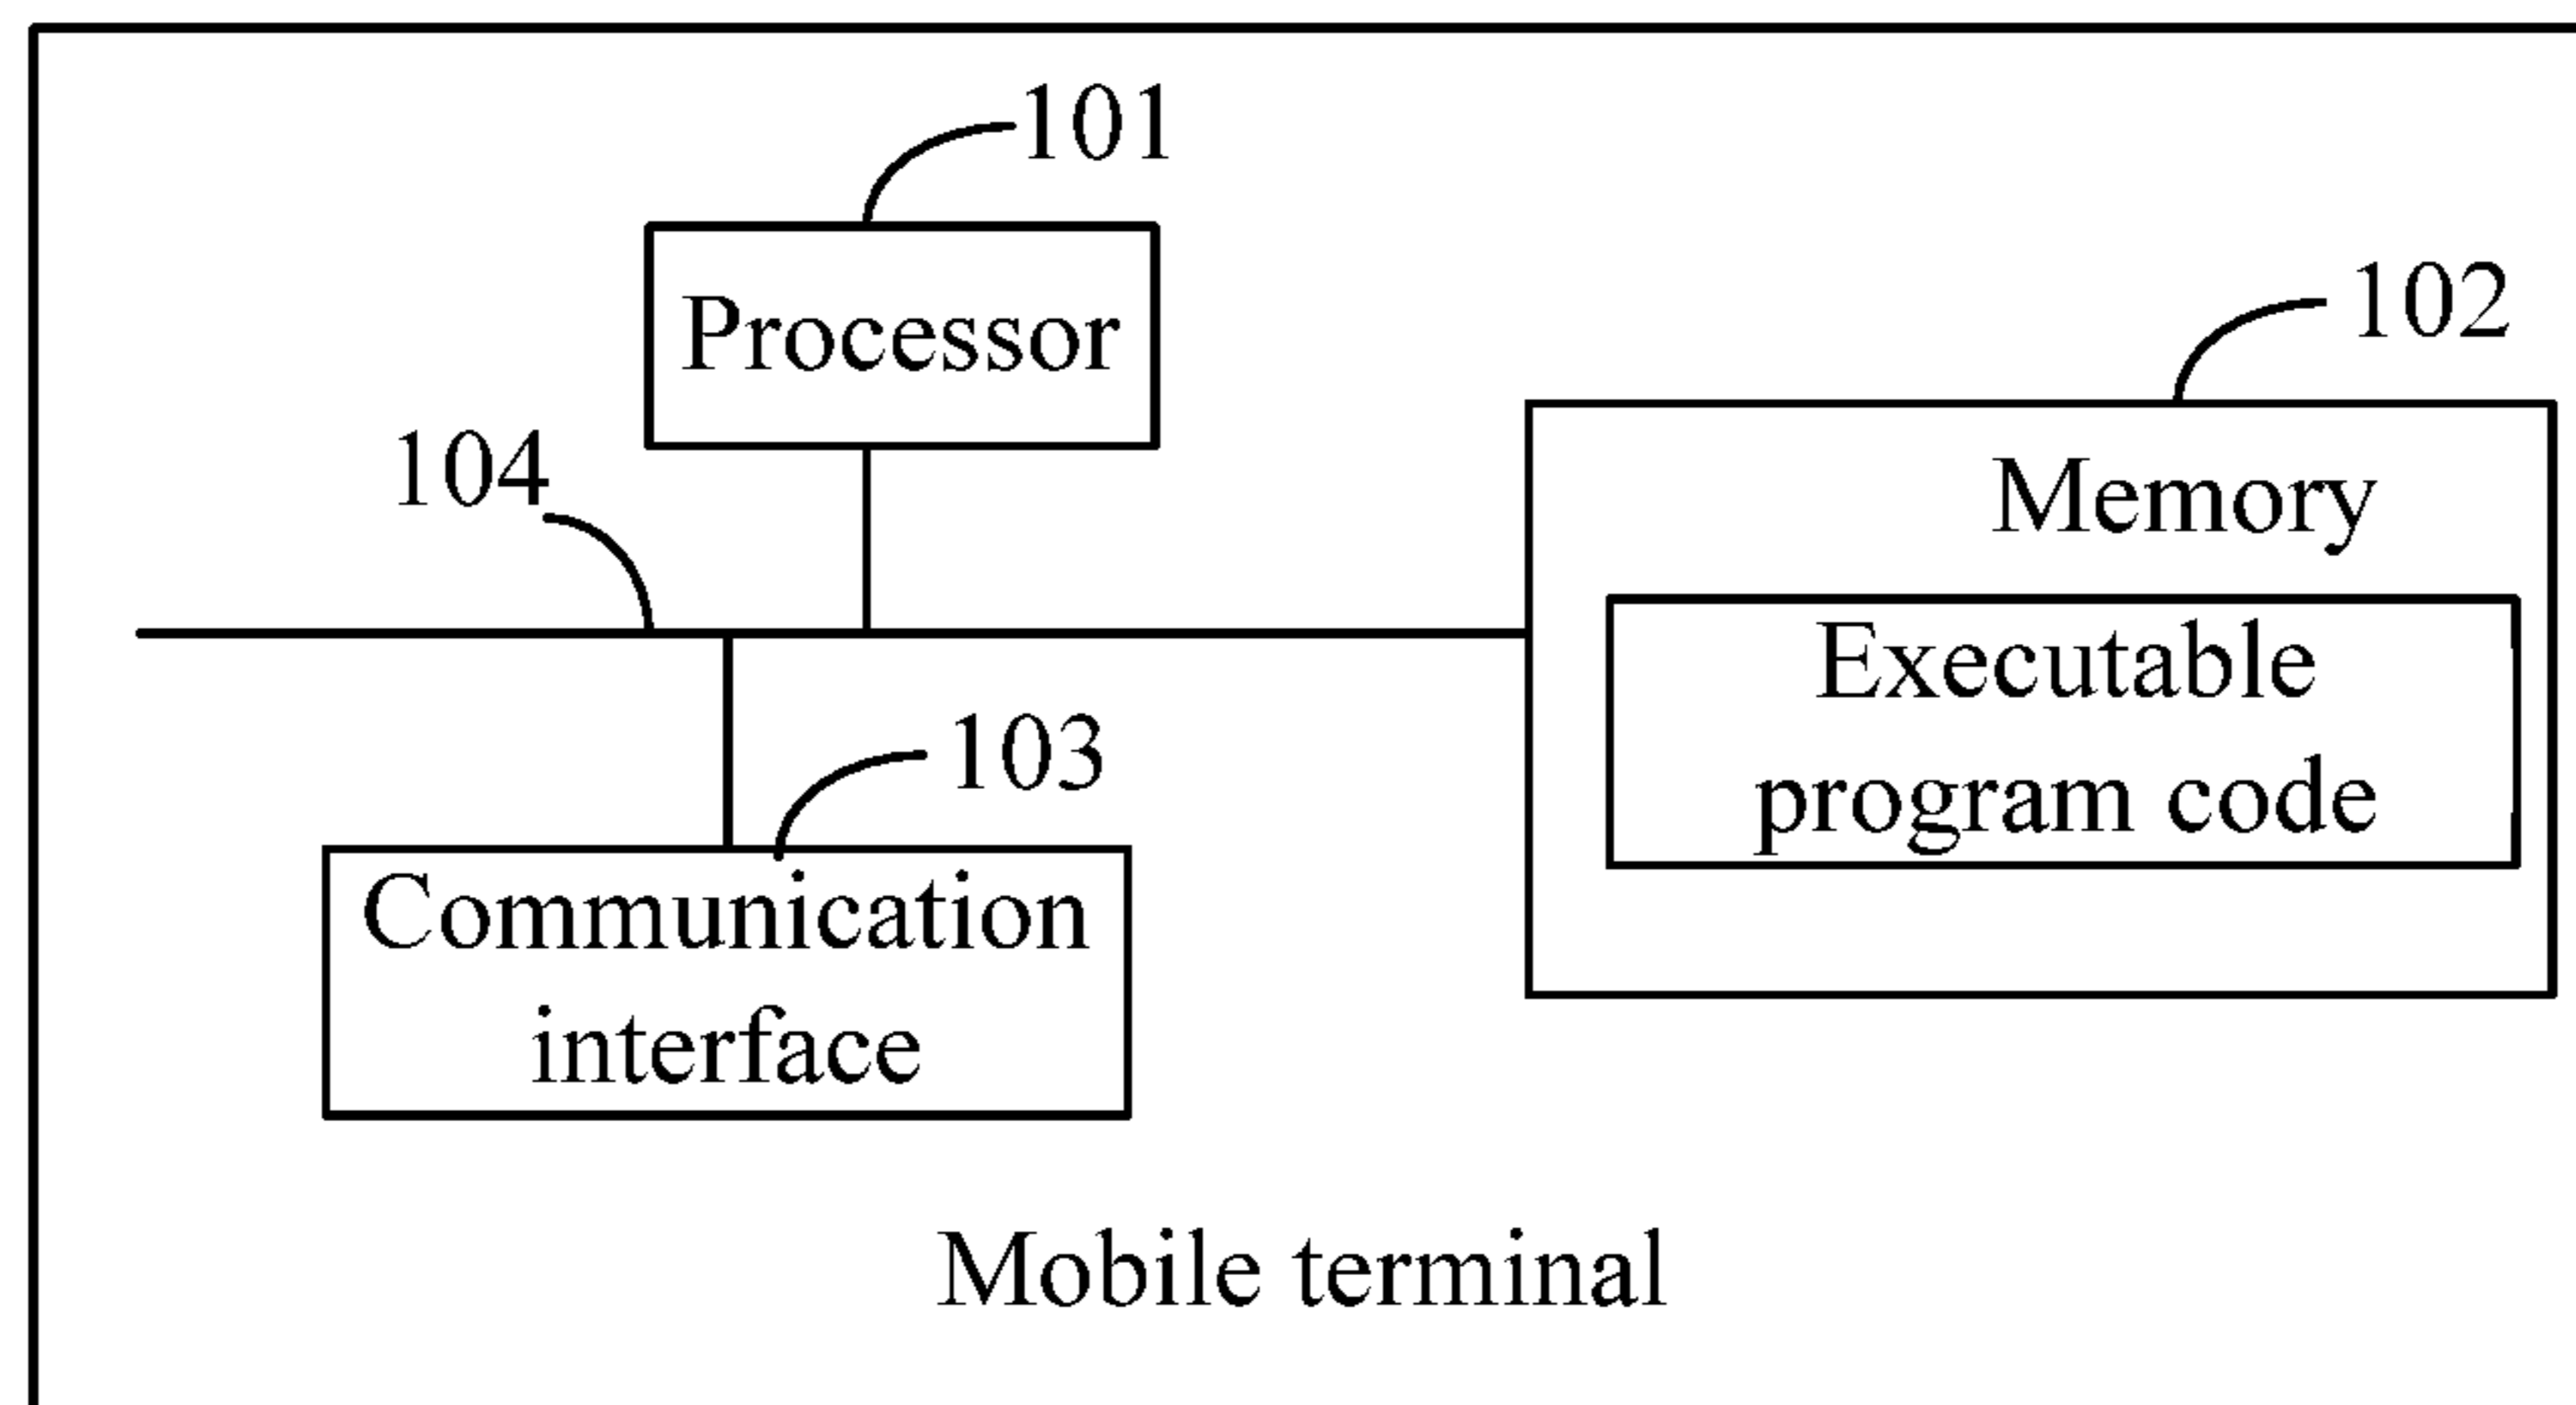 101
Processor
102
104
Memory
Executable
program code
103
Communication
interface
Mobile terminal